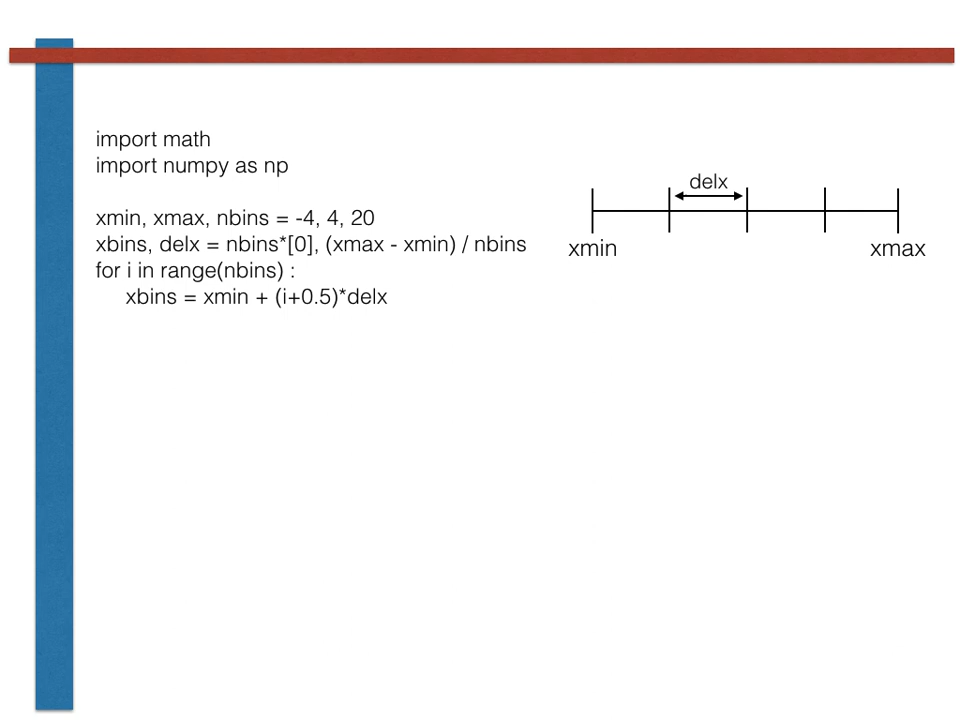 import math
import numpy as np
xmin, xmax, nbins = -4, 4, 20
xbins, delx = nbins*[0], (xmax - xmin) / nbins
for i in range(nbins) :
xbins = xmin + (i+0.5)*delx
delx
xmin
xmax